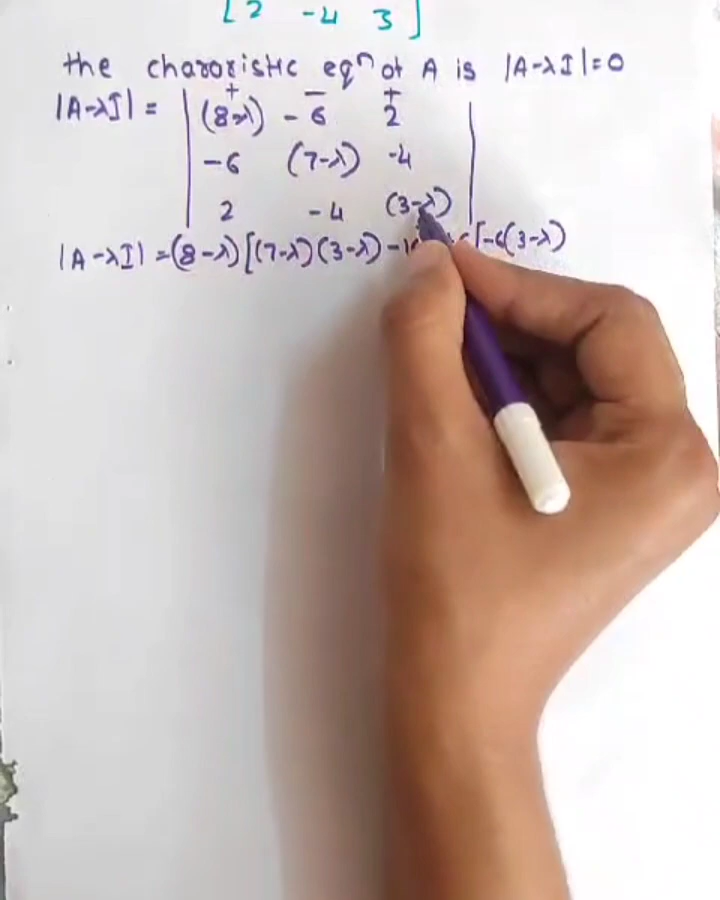 [2 -4 3]
the charoristic eqn of A is |A-λI|=0
|A-λI| = | (8-λ) -6 2 |
+ - +
-6 (7-λ) -4
2 -4 (3-λ)
|A-λI| =(8-λ)[(7-λ)(3-λ)-1 [-6(3-λ)